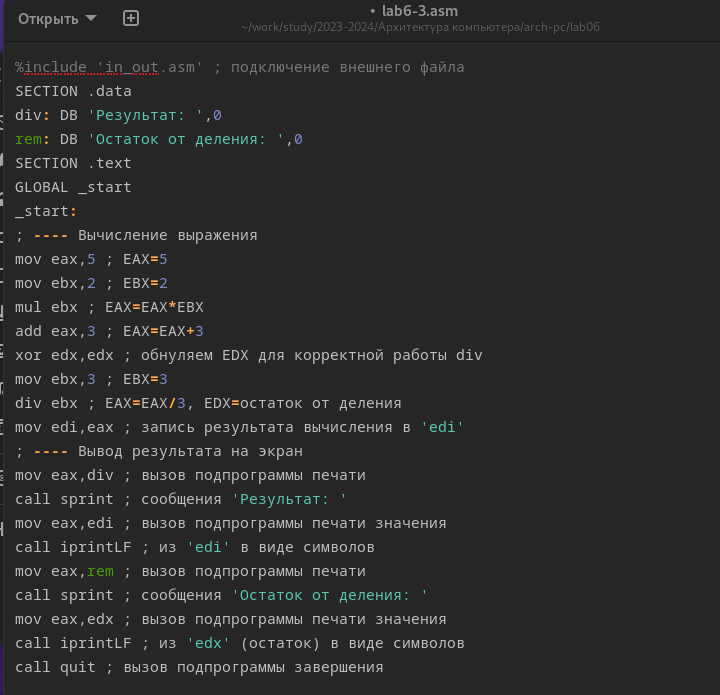 Открыть
• lab6-3.asm
~/work/study/2023-2024/Архитектура компьютера/arch-pc/lab06
%include 'in_out.asm' ; подключение внешнего файла
SECTION .data
div: DB 'Результат: ',0
rem: DB 'Остаток от деления: ',0
SECTION .text
GLOBAL _start
_start:
; ---- Вычисление выражения
mov eax,5 ; EAX=5
mov ebx,2 ; EBX=2
mul ebx ; EAX=EAX*EBX
add eax,3 ; EAX=EAX+3
xor edx,edx ; обнуляем EDX для корректной работы div
mov ebx,3 ; EBX=3
div ebx ; EAX=EAX/3, EDX=остаток от деления
mov edi,eax ; запись результата вычисления в 'edi'
; ---- Вывод результата на экран
mov eax,div ; вызов подпрограммы печати
call sprint ; сообщения 'Результат: '
mov eax,edi ; вызов подпрограммы печати значения
call iprintLF ; из 'edi' в виде символов
mov eax,rem ; вызов подпрограммы печати
call sprint ; сообщения 'Остаток от деления: '
mov eax,edx ; вызов подпрограммы печати значения
call iprintLF ; из 'edx' (остаток) в виде символов
call quit ; вызов подпрограммы завершения